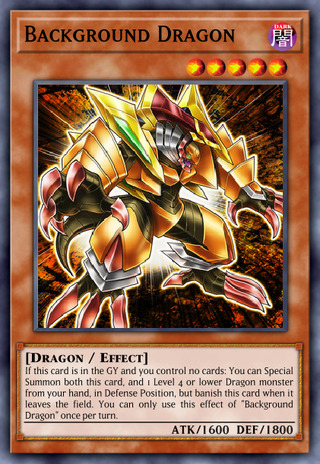 Background Dragon
DARK
闇
[Dragon / Effect]
If this card is in the GY and you control no cards: You can Special
Summon both this card, and 1 Level 4 or lower Dragon monster
from your hand, in Defense Position, but banish this card when it
leaves the field. You can only use this effect of "Background
Dragon" once per turn.
ATK/1600 DEF/1800